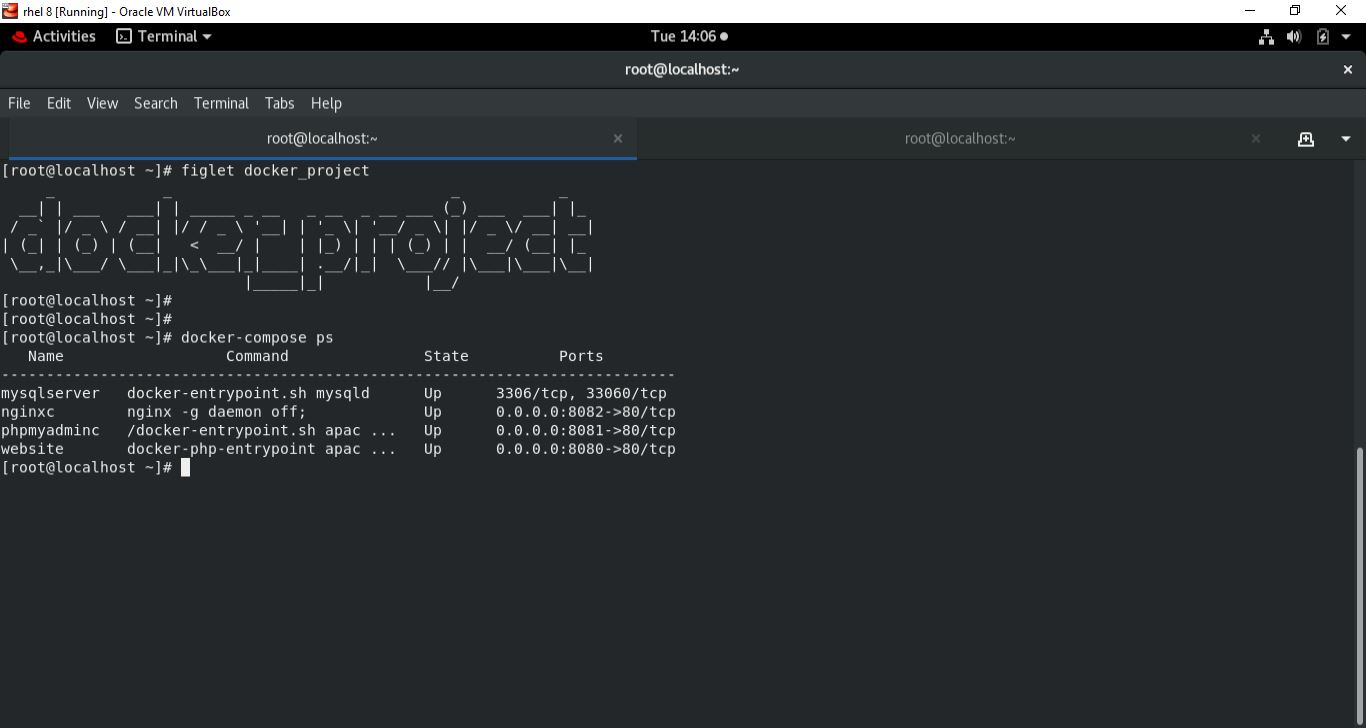 rhel 8 [Running] - Oracle VM VirtualBox
Activities Terminal Tue 14:06
root@localhost:~
File Edit View Search Terminal Tabs Help
root@localhost:~ root@localhost:~
[root@localhost ~]# figlet docker_project
docker_project
[root@localhost ~]#
[root@localhost ~]#
[root@localhost ~]# docker-compose ps
Name Command State Ports
---------------------------------------------------------------------------
mysqlserver docker-entrypoint.sh mysqld Up 3306/tcp, 33060/tcp
nginxc nginx -g daemon off; Up 0.0.0.0:8082->80/tcp
phpmyadminc /docker-entrypoint.sh apac ... Up 0.0.0.0:8081->80/tcp
website docker-php-entrypoint apac ... Up 0.0.0.0:8080->80/tcp
[root@localhost ~]#